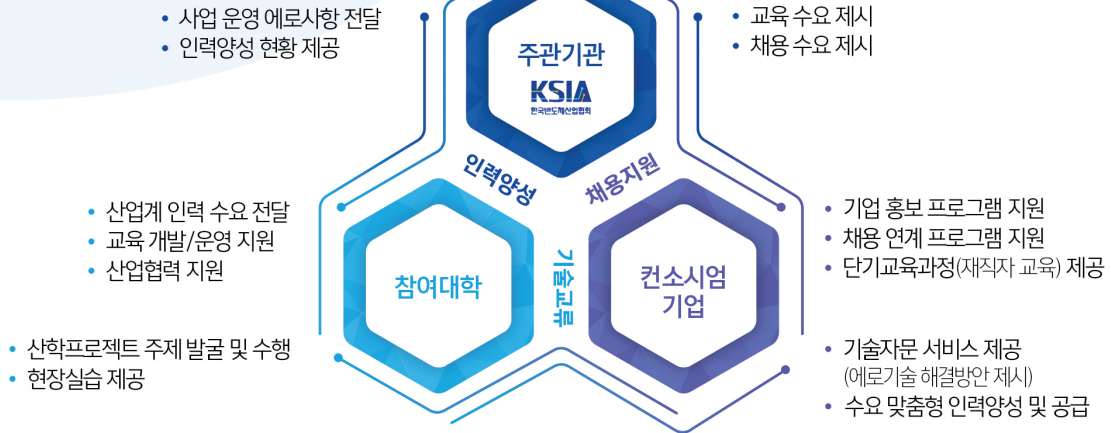 • 사업 운영 에로사항 전달
• 인력양성 현황 제공
• 교육 수요 제시
• 채용 수요 제시
주관기관
KSIA
한국반도체산업협회
인력양성
채용지원
• 산업계 인력 수요 전달
• 교육 개발/운영 지원
• 산업협력 지원
참여대학
기술교류
컨소시엄
기업
• 기업 홍보 프로그램 지원
• 채용 연계 프로그램 지원
• 단기교육과정(재직자 교육) 제공
• 산학프로젝트 주제 발굴 및 수행
• 현장실습 제공
• 기술자문 서비스 제공
(에로기술 해결방안 제시)
• 수요 맞춤형 인력양성 및 공급